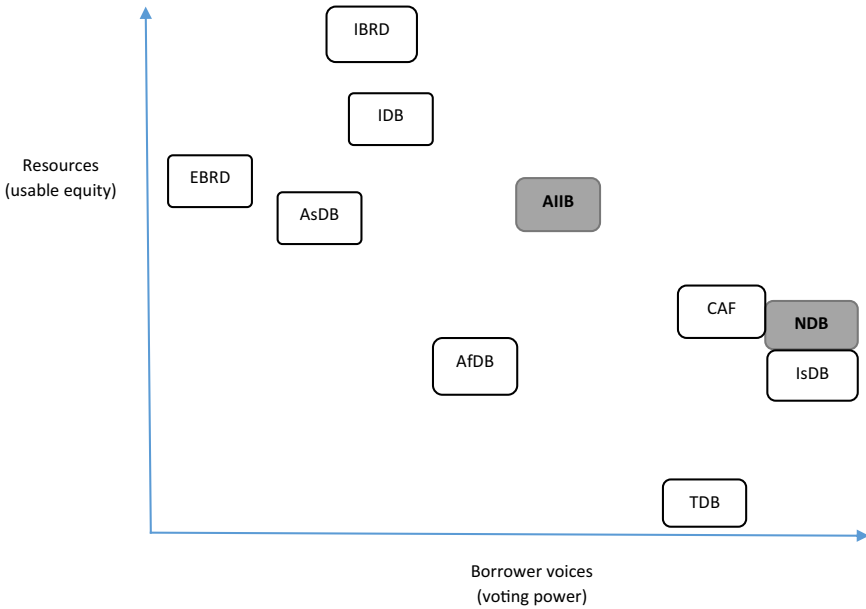 IBRD
IDB
Resources
(usable equity)
EBRD
AsDB
AIIB
CAF
NDB
AfDB
IsDB
TDB
Borrower voices
(voting power)